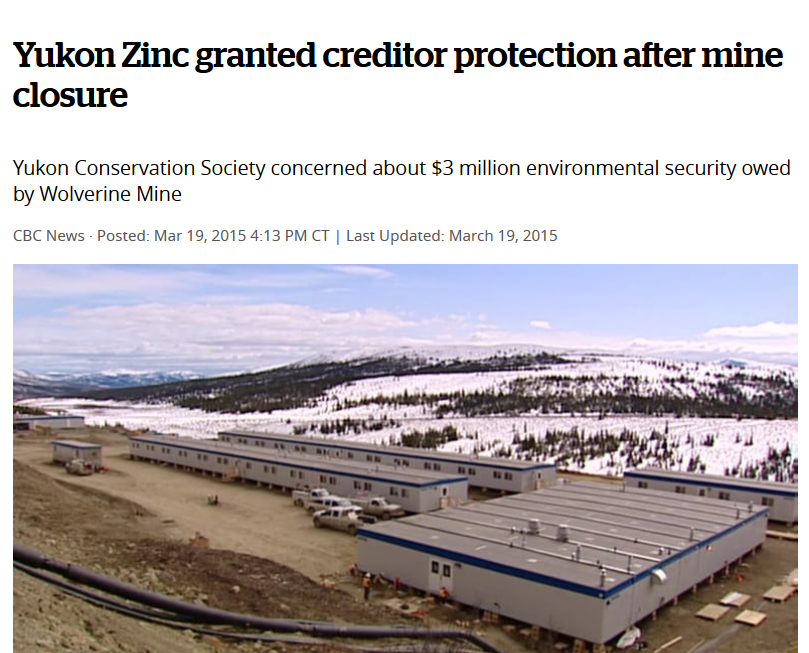 Yukon Zinc granted creditor protection after mine
closure
Yukon Conservation Society concerned about $3 million environmental security owed
by Wolverine Mine
CBC News · Posted: Mar 19, 2015 4:13 PM CT | Last Updated: March 19, 2015